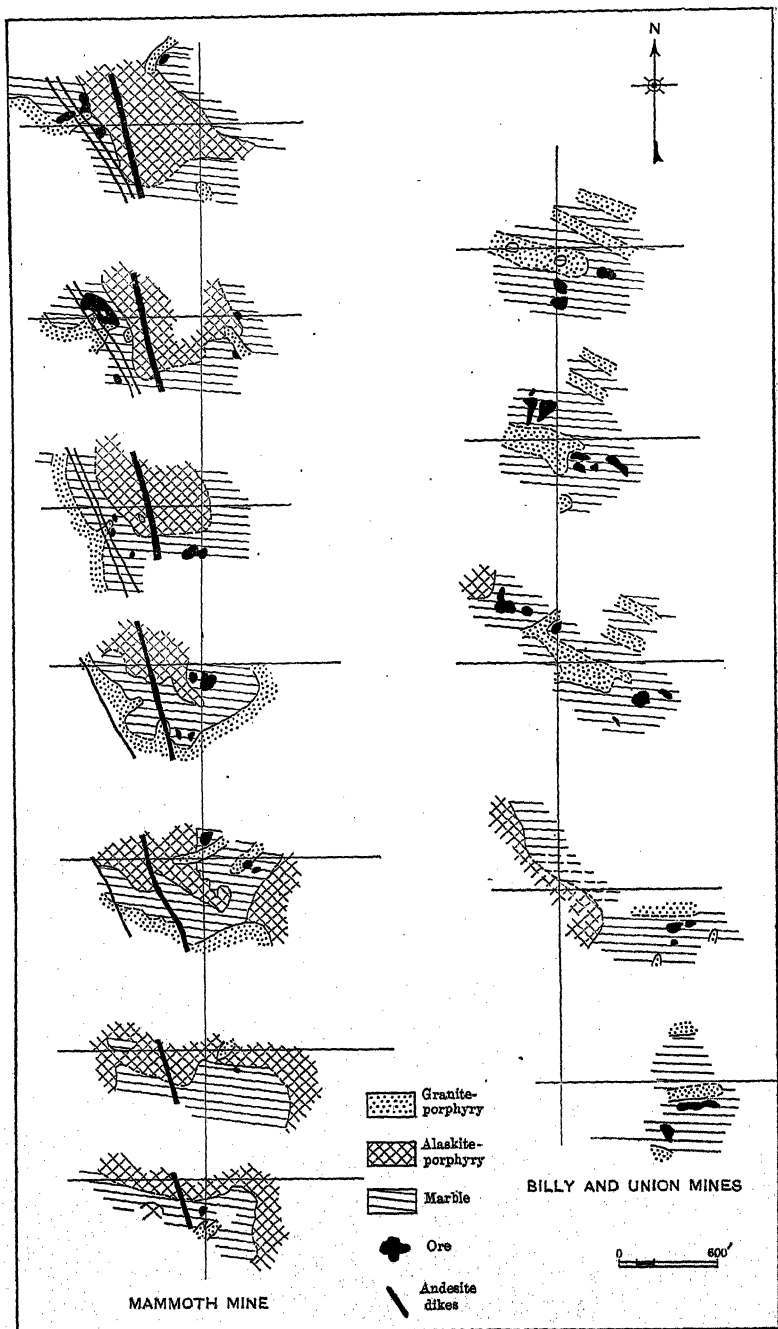 N
Granite-
porphyry
Alaskite-
porphyry
Marble
Ore
Andesite
dikes
MAMMOTH MINE
BILLY AND UNION MINES
0 600'